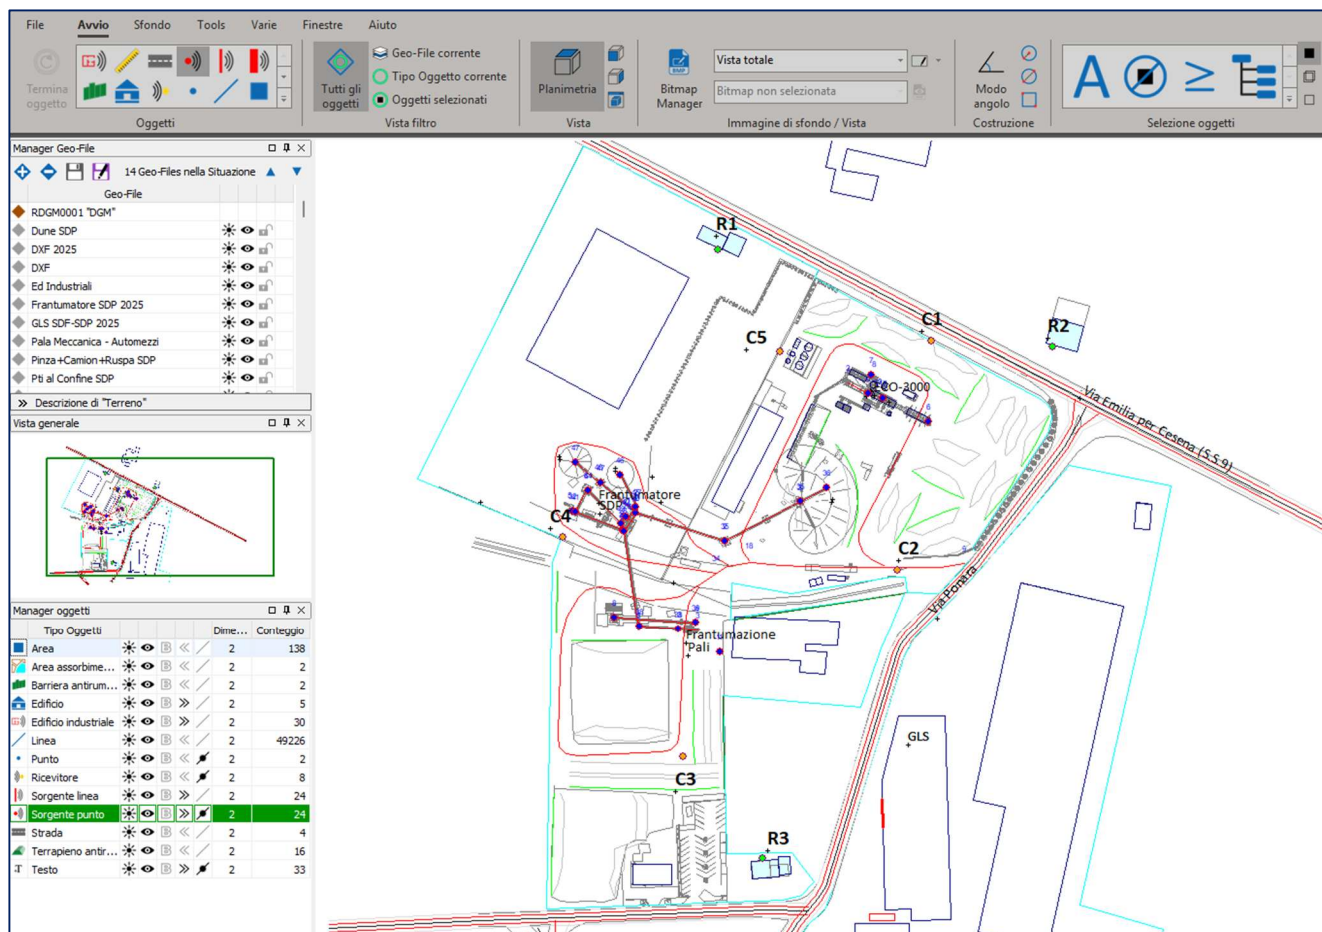 File Avvio Sfondo Tools Varie Finestre Aiuto
Termina oggetto
Oggetti
Tutti gli oggetti
Geo-File corrente
Tipo Oggetto corrente
Oggetti selezionati
Vista filtro
Planimetria
Vista
BMP
Bitmap Manager
Vista totale
Bitmap non selezionata
Immagine di sfondo / Vista
Modo angolo
Costruzione
A
Selezione oggetti
Manager Geo-File
14 Geo-Files nella Situazione
Geo-File
RDGM0001 "DGM"
Dune SDP
DXF 2025
DXF
Ed Industriali
Frantumatore SDP 2025
GLS SDF-SDP 2025
Pala Meccanica - Automezzi
Pinza+Camion+Ruspa SDP
Pti al Confine SDP
Descrizione di "Terreno"
Vista generale
Manager oggetti
Tipo Oggetti Dime... Conteggio
Area 2 138
Area assorbime... 2 2
Barriera antirum... 2 2
Edificio 2 5
Edificio industriale 2 30
Linea 2 49226
Punto 2 2
Ricevitore 2 8
Sorgente linea 2 24
Sorgente punto 2 24
Strada 2 4
Terrapieno antir... 2 16
Testo 2 33
R1
C1
R2
C5
CO-3000
Via Emilia per Cesena (S.S.9)
Frantumatore
SDP
C4
C2
Via Ponara
Frantumazione
Pali
GLS
C3
R3